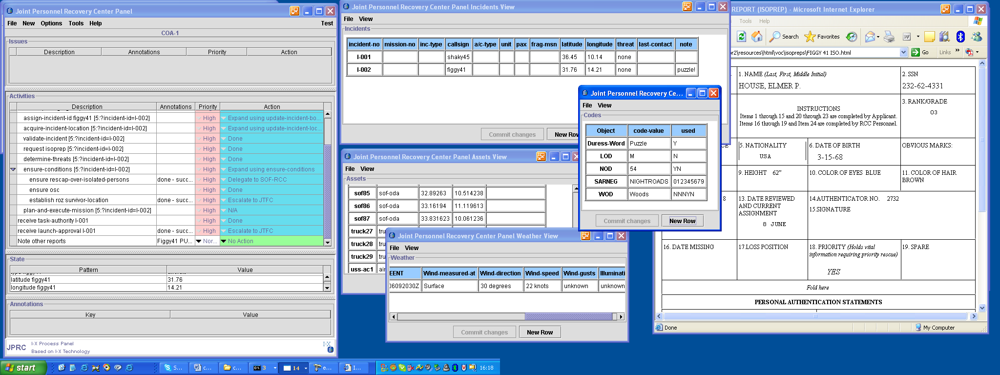 Joint Personnel Recovery Center Panel
File New Options Tools Help Test
COA-1
Issues
Description Annotations Priority Action
Activities
Description Annotations Priority Action
assign-incident-id figgy41 [5:?incident-id=I-002] High Expand using update-incident-bo...
acquire-incident-location [5:?incident-id=I-002] High Expand using update-incident-loc...
validate-incident [5:?incident-id=I-002] High Done
request isoprep [5:?incident-id=I-002] High Done
determine-threats [5:?incident-id=I-002] High Done
ensure-conditions [5:?incident-id=I-002] High Expand using ensure-conditions
ensure rescap-over-isolated-persons done - succ... High Delegate to SOF-RCC
ensure osc High Done
establish roz survivor-location done - succ... High Escalate to JTFC
plan-and-execute-mission [5:?incident-id=I-002] High N/A
receive task-authority I-001 High Done
receive launch-approval I-001 done - succ... High Escalate to JTFC
Note other reports Figgy41 PU... Nor... No Action
State
Pattern Value
latitude figgy41 31.76
longitude figgy41 14.21
Annotations
Key Value
JPRC I-X Process Panel
Based on I-X Technology
I-X
Joint Personnel Recovery Center Panel Incidents View
File View
Incidents
incident-no mission-no inc-type callsign a/c-type unit pax frag-msn latitude longitude threat last-contact note
I-001 shaky45 36.45 10.14 none
I-002 figgy41 31.76 14.21 none puzzle!
Commit changes New Row
Joint Personnel Recovery Center Panel Assets View
File View
Assets
sof85 sof-oda 32.89263 10.514238
sof86 sof-oda 33.16194 11.119613
sof87 sof-oda 33.831623 10.061236
truck27 tru
truck28 tru
truck29 tru
uss-ac1 air
Joint Personnel Recovery Center Panel Weather View
File View
Weather
EENT Wind-measured-at Wind-direction Wind-speed Wind-gusts Illuminati
06092030Z Surface 30 degrees 22 knots unknown unknown
Commit changes New Row
Joint Personnel Recovery Ce...
File View
Codes
Object code-value used
Duress-Word Puzzle Y
LOD M N
NOD 54 YN
SARNEG NIGHTROADS 012345679
WOD Woods NNNYN
Commit changes New Row
REPORT (ISOPREP) - Microsoft Internet Explorer
Tools Help
Search Favorites
r2\resources\html\voc\isopreps\FIGGY 41 ISO.html Go Links
1. NAME (Last, First, Middle Initial) 2. SSN
HOUSE, ELMER P. 232-62-4331
INSTRUCTIONS
Items 1 through 15 and 20 through 23 are completed by Applicant.
Items 16 through 19 and Item 24 are completed by RCC Personnel.
3. RANK/GRADE
03
CE 5. NATIONALITY 6. DATE OF BIRTH OBVIOUS MARKS:
USA 3-15-68
9. HEIGHT 62” 10. COLOR OF EYES BLUE 11. COLOR OF HAIR
BROWN
8 13. DATE REVIEWED
AND CURRENT
ASSIGNMENT
8 JUNE
14.AUTHENTICATOR NO. 2732
15.SIGNATURE
16. DATE MISSING 17.LOSS POSITION 18. PRIORITY (Holds vital
information requiring priority rescue) 19. SPARE
YES
Fold here
PERSONAL AUTHENTICATION STATEMENTS
Done My Computer
start S... c... c... 3 14 e... I... 16:18